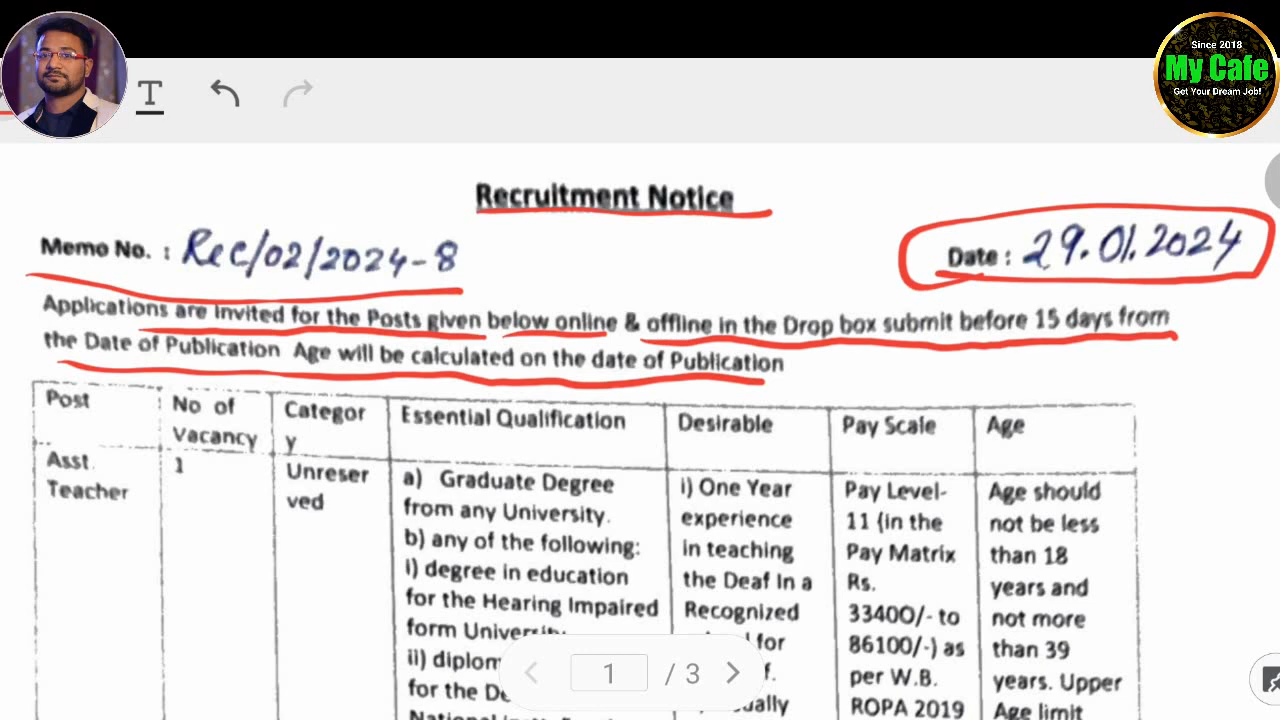 Since 2018
My Cafe
Get Your Dream Job!
T
Recruitment Notice
Memo No. : Rec/02/2024-8
Date : 29.01.2024
Applications are Invited for the Posts given below online & offline in the Drop box submit before 15 days from
the Date of Publication Age will be calculated on the date of Publication
Post
No of
Vacancy
Categor
y
Essential Qualification
Desirable
Pay Scale
Age
Asst.
Teacher
1
Unreser
ved
a) Graduate Degree
from any University.
b) any of the following:
i) degree in education
for the Hearing Impaired
form
ii)
for the
i) One Year
experience
in teaching
the Deaf In a
Recognized
for
Pay Level-
11 (in the
Pay Matrix
Rs.
33400/- to
86100/-) as
per W.B.
ROPA 2019
Age should
not be less
than 18
years and
not more
than 39
years. Upper
Age limit
1 / 3